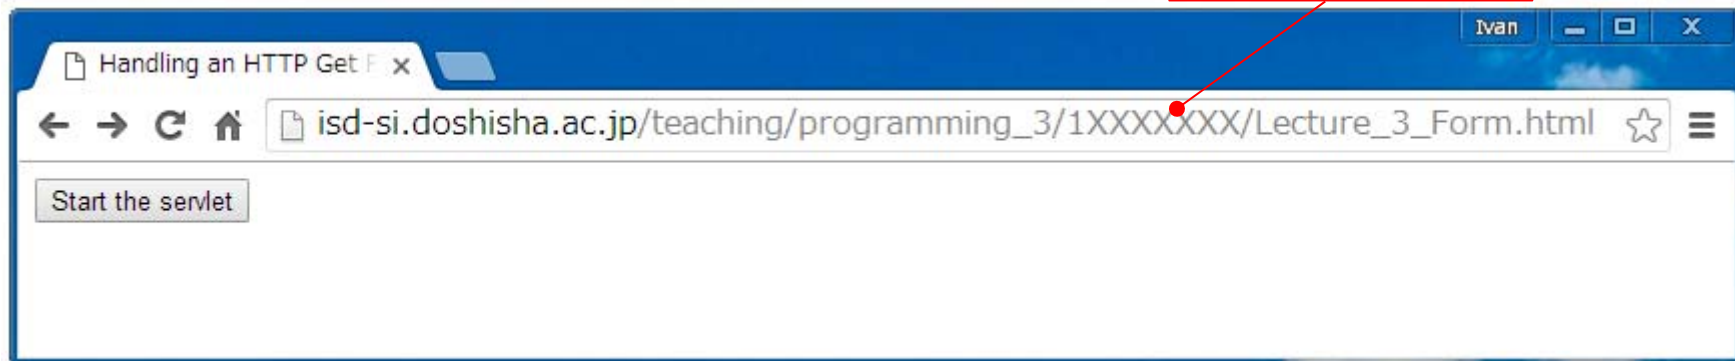 Ivan
Handling an HTTP Get
isd-si.doshisha.ac.jp/teaching/programming_3/1XXXXXXX/Lecture_3_Form.html
Start the servlet